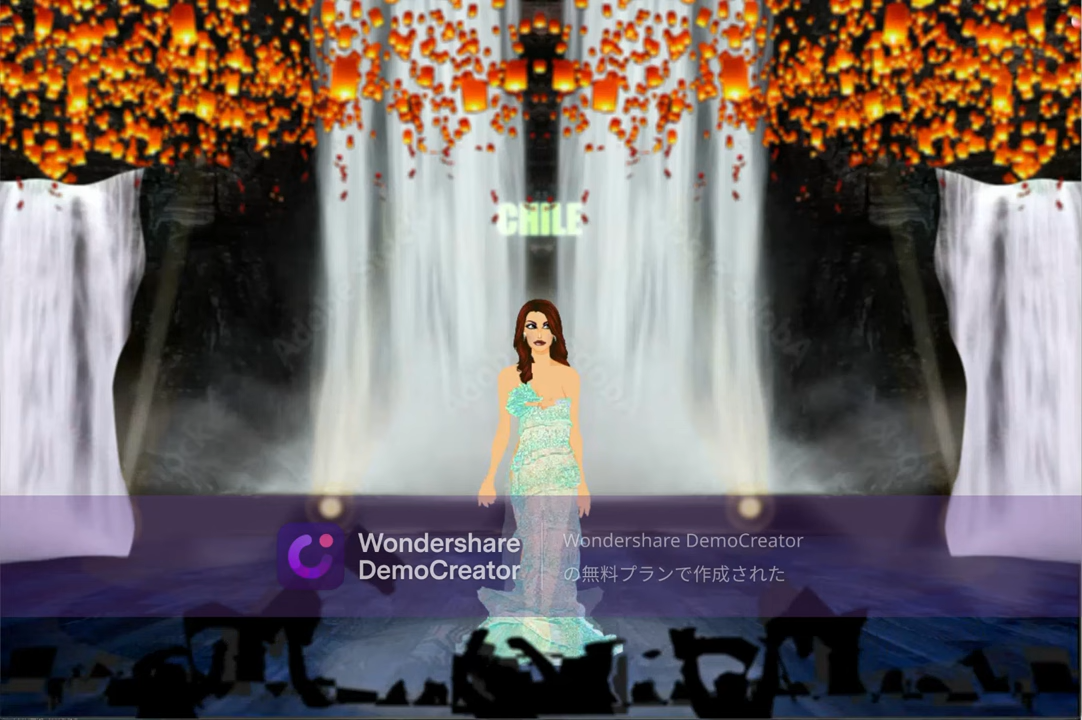 CHILE
Wondershare
DemoCreator
Wondershare DemoCreator
の無料プランで作成された